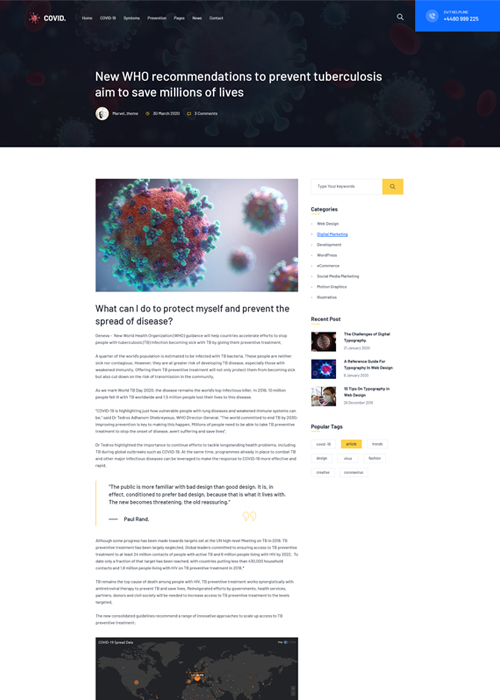 COVID.
Home COVID-19 Symtoms Prevention Pages News Contact
24/7 HELPLINE
+4490 999 225
New WHO recommendations to prevent tuberculosis
aim to save millions of lives
Marvel_theme 30 March 2020 3 Comments
Type Your keywords
Categories
Web Design
Digital Marketing
Development
WordPress
eCommerce
Social Media Marketing
Motion Graphics
Illustratios
What can I do to protect myself and prevent the
spread of disease?
Geneva – New World Health Organization (WHO) guidance will help countries accelerate efforts to stop
people with tuberculosis (TB) infection becoming sick with TB by giving them preventive treatment.
A quarter of the world's population is estimated to be infected with TB bacteria. These people are neither
sick nor contagious. However, they are at greater risk of developing TB disease, especially those with
weakened immunity. Offering them TB preventive treatment will not only protect them from becoming sick
but also cut down on the risk of transmission in the community.
As we mark World TB Day 2020, the disease remains the world's top infectious killer. In 2018, 10 million
people fell ill with TB worldwide and 1.5 million people lost their lives to this disease.
"COVID-19 is highlighting just how vulnerable people with lung diseases and weakened immune systems can
be," said Dr Tedros Adhanom Ghebreyesus, WHO Director General. "The world committed to end TB by 2030;
improving prevention is key to making this happen. Millions of people need to be able to take TB preventive
treatment to stop the onset of disease, avert suffering and save lives".
Dr Tedros highlighted the importance to continue efforts to tackle longstanding health problems, including
TB during global outbreaks such as COVID-19. At the same time, programmes already in place to combat TB
and other major infectious diseases can be leveraged to make the response to COVID-19 more effective and
rapid.
"The public is more familiar with bad design than good design. It is, in
effect, conditioned to prefer bad design, because that is what it lives with.
The new becomes threatening, the old reassuring."
Paul Rand.
Although some progress has been made towards targets set at the UN high-level Meeting on TB in 2018, TB
preventive treatment has been largely neglected. Global leaders committed to ensuring access to TB preventive
treatment to at least 24 million contacts of people with active TB and 6 million people living with HIV by 2022. To
date only a fraction of that target has been reached, with countries putting less than 430,000 household
contacts and 1.8 million people living with HIV on TB preventive treatment in 2018."
TB remains the top cause of death among people with HIV. TB preventive treatment works synergistically with
antiretroviral therapy to prevent TB and save lives. Reinvigorated efforts by governments, health services,
partners, donors and civil society will be needed to increase access to TB preventive treatment to the levels
targeted.
The new consolidated guidelines recommend a range of innovative approaches to scale up access to TB
preventive treatment:
COVID-19 Spread Data
Recent Post
The Challenges of Digital
Typography
21 January 2020
A Reference Guide For
Typography in Web Design
6 January 2020
10 Tips On Typography in
Web Design
26 December 2019
Popular Tags
covid-19 article trends
design virus fashion
creative coronavirus